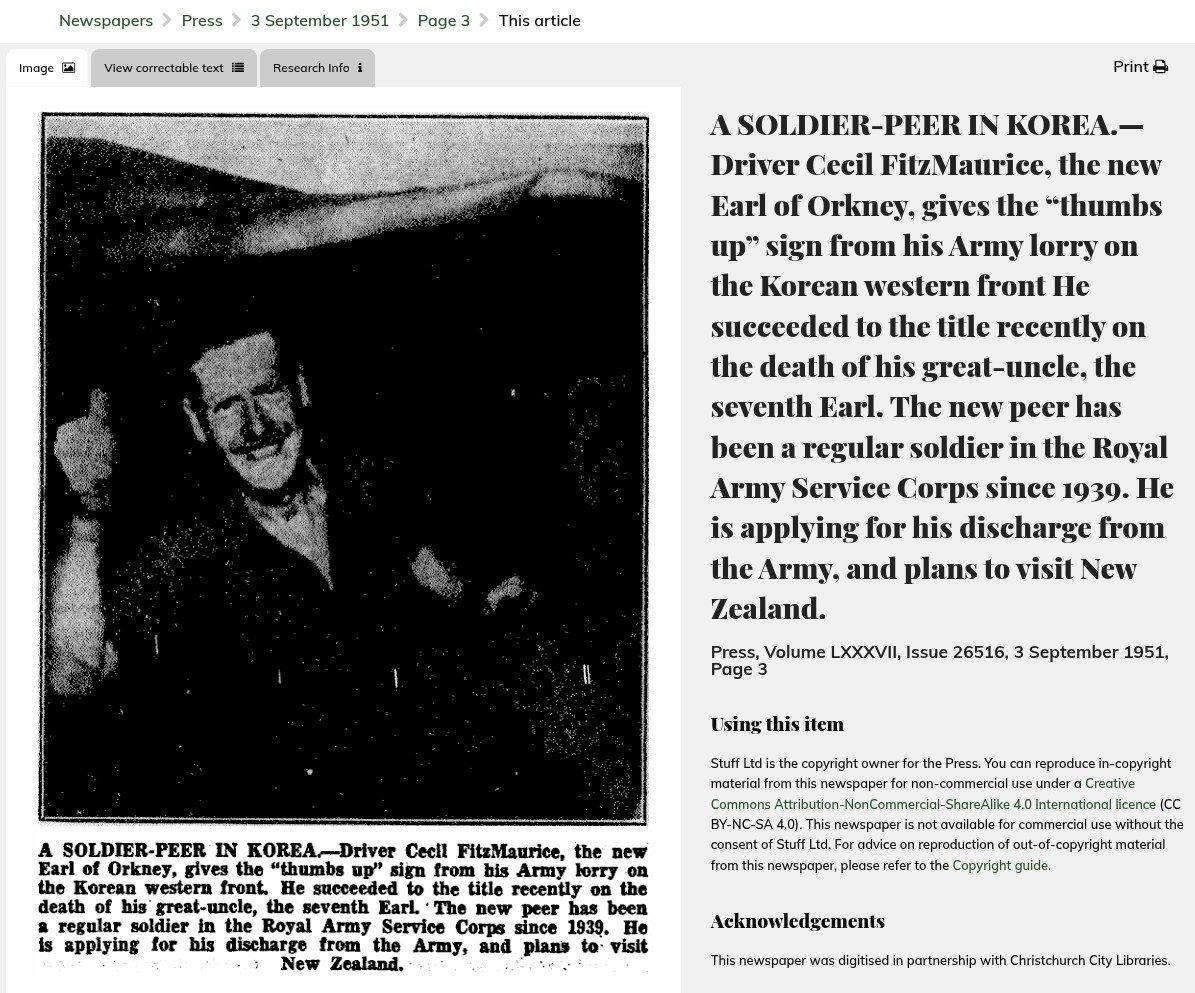 Newspapers > Press > 3 September 1951 > Page 3 > This article
Image
View correctable text
Research Info
Print
A SOLDIER-PEER IN KOREA.—Driver Cecil FitzMaurice, the new
Earl of Orkney, gives the “thumbs up” sign from his Army lorry on
the Korean western front. He succeeded to the title recently on the
death of his great-uncle, the seventh Earl. The new peer has been
a regular soldier in the Royal Army Service Corps since 1939. He
is applying for his discharge from the Army, and plans to visit
New Zealand.
A SOLDIER-PEER IN KOREA.—
Driver Cecil FitzMaurice, the new
Earl of Orkney, gives the “thumbs
up” sign from his Army lorry on
the Korean western front He
succeeded to the title recently on
the death of his great-uncle, the
seventh Earl. The new peer has
been a regular soldier in the Royal
Army Service Corps since 1939. He
is applying for his discharge from
the Army, and plans to visit New
Zealand.
Press, Volume LXXXVII, Issue 26516, 3 September 1951,
Page 3
Using this item
Stuff Ltd is the copyright owner for the Press. You can reproduce in-copyright
material from this newspaper for non-commercial use under a Creative
Commons Attribution-NonCommercial-ShareAlike 4.0 International licence (CC
BY-NC-SA 4.0). This newspaper is not available for commercial use without the
consent of Stuff Ltd. For advice on reproduction of out-of-copyright material
from this newspaper, please refer to the Copyright guide.
Acknowledgements
This newspaper was digitised in partnership with Christchurch City Libraries.